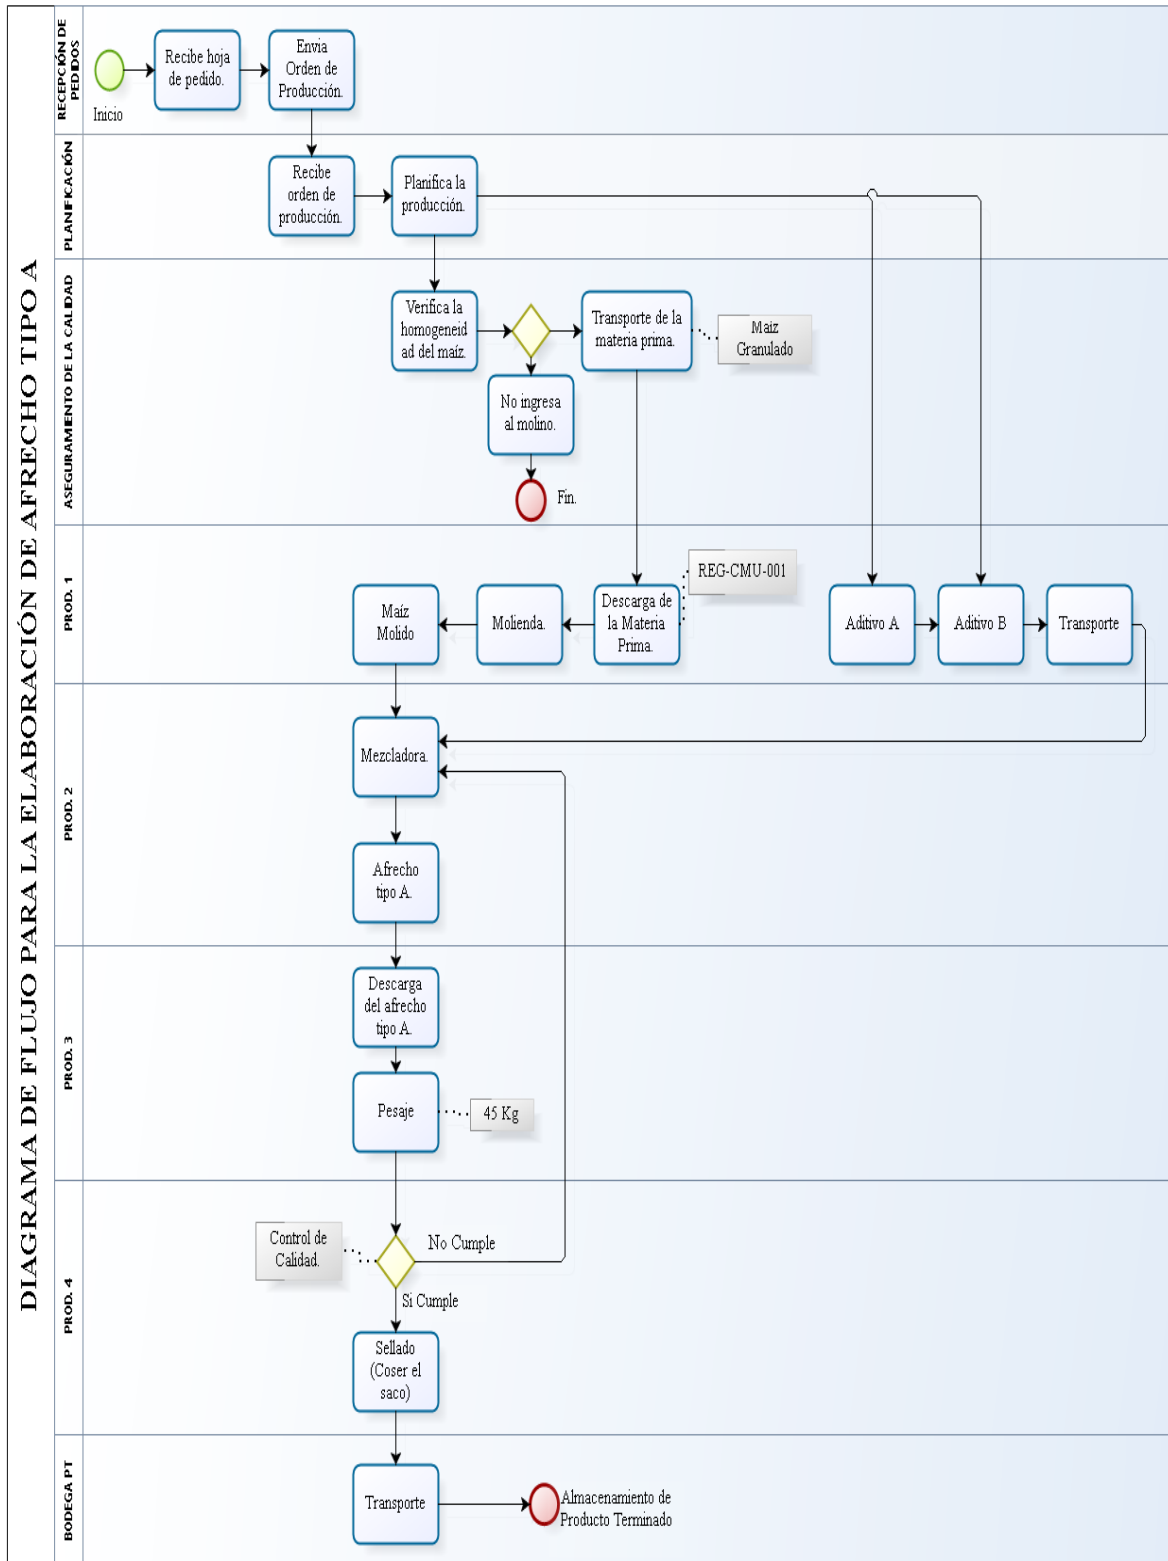 DIAGRAMA DE FLUJO PARA LA ELABORACIÓN DE AFRECHO TIPO A
RECEPCIÓN DE
PEDIDOS
Inicio
Recibe hoja
de pedido.
Envia
Orden de
Producción.
PLANIFICACIÓN
Recibe
orden de
producción.
Planifica la
producción.
ASEGURAMIENTO DE LA CALIDAD
Verifica la
homogeneid
ad del maíz.
Transporte de la
materia prima.
Maiz
Granulado
No ingresa
al molino.
Fin.
PROD. 1
REG-CMU-001
Maíz
Molido
Molienda.
Descarga de
la Materia
Prima.
Aditivo A
Aditivo B
Transporte
PROD. 2
Mezcladora.
Afrecho
tipo A.
PROD. 3
Descarga
del afrecho
tipo A.
Pesaje
45 Kg
PROD. 4
Control de
Calidad.
No Cumple
Si Cumple
Sellado
(Coser el
saco)
BODEGA PT
Transporte
Almacenamiento de
Producto Terminado